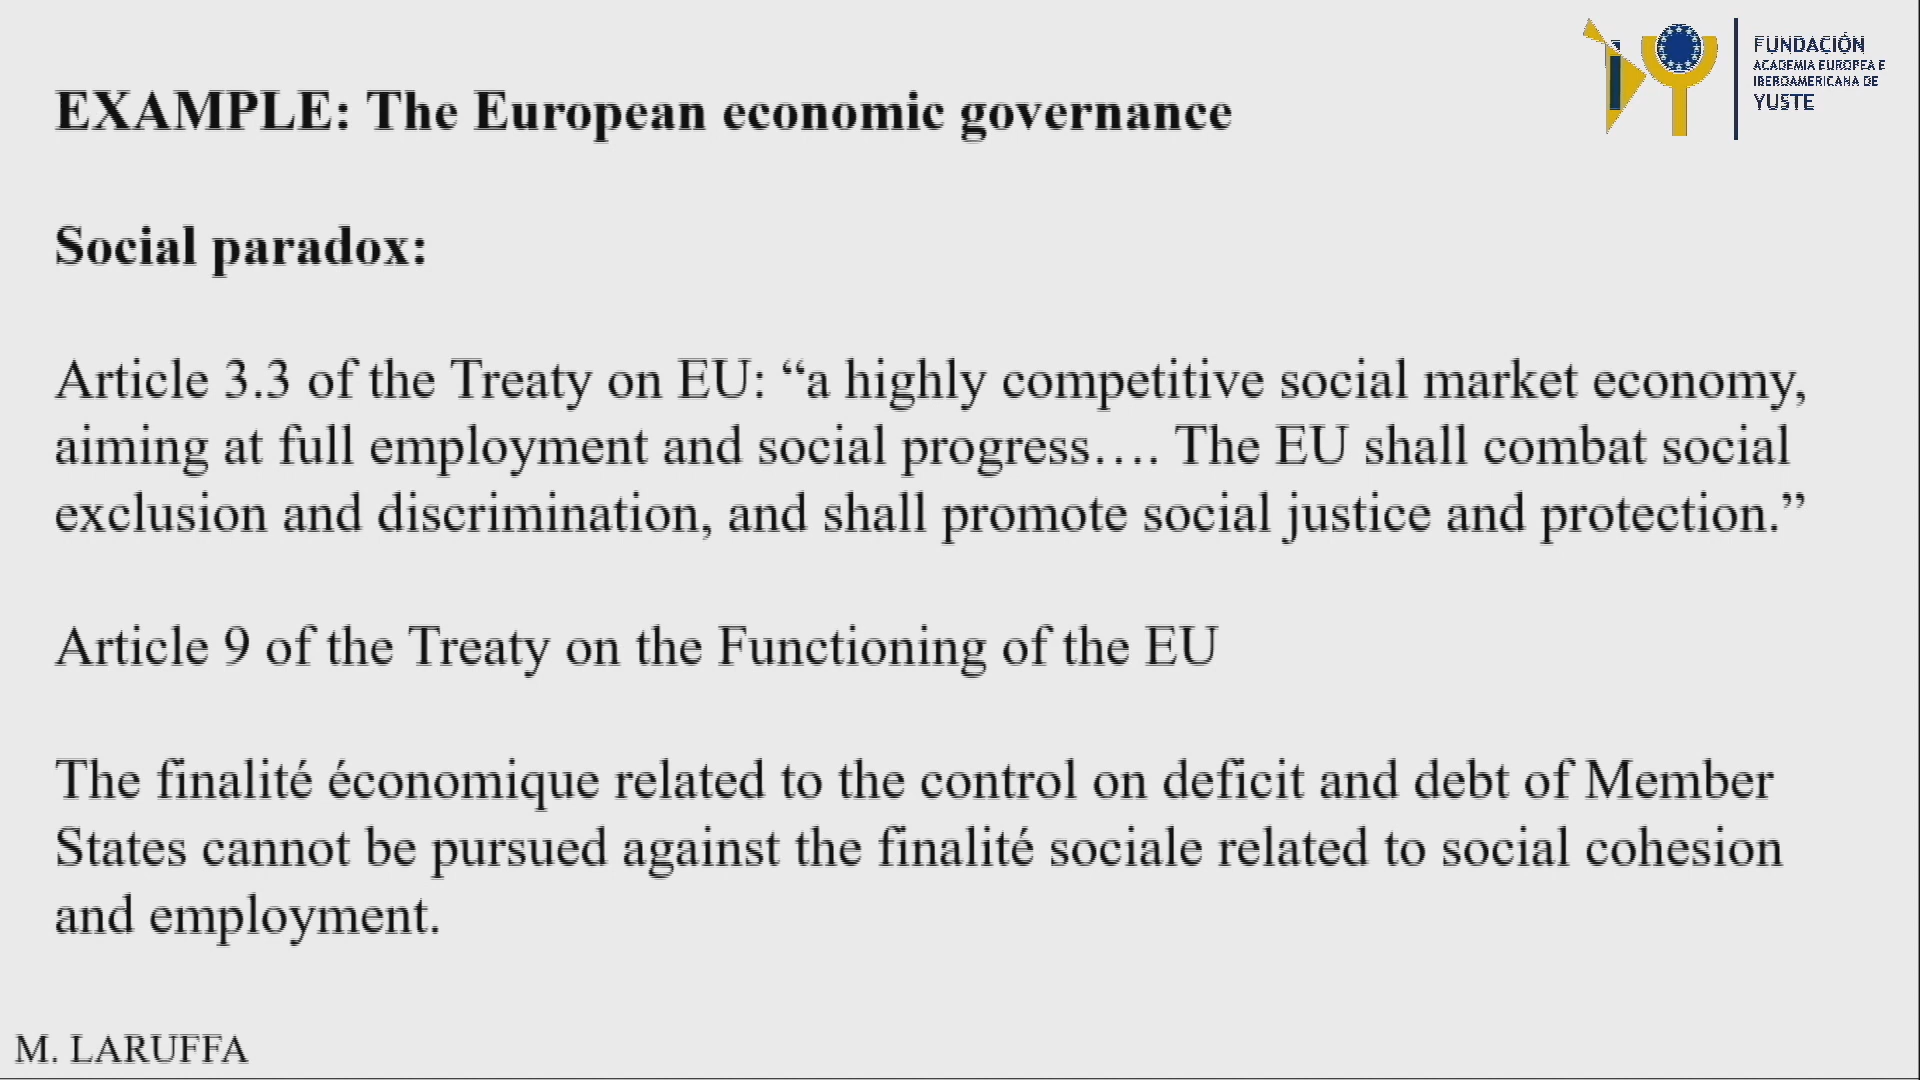 FUNDACIÓN
ACADEMIA EUROPEA E
IBEROAMERICANA DE
YUSTE
EXAMPLE: The European economic governance
Social paradox:
Article 3.3 of the Treaty on EU: “a highly competitive social market economy,
aiming at full employment and social progress…. The EU shall combat social
exclusion and discrimination, and shall promote social justice and protection.”
Article 9 of the Treaty on the Functioning of the EU
The finalité économique related to the control on deficit and debt of Member
States cannot be pursued against the finalité sociale related to social cohesion
and employment.
M. LARUFFA